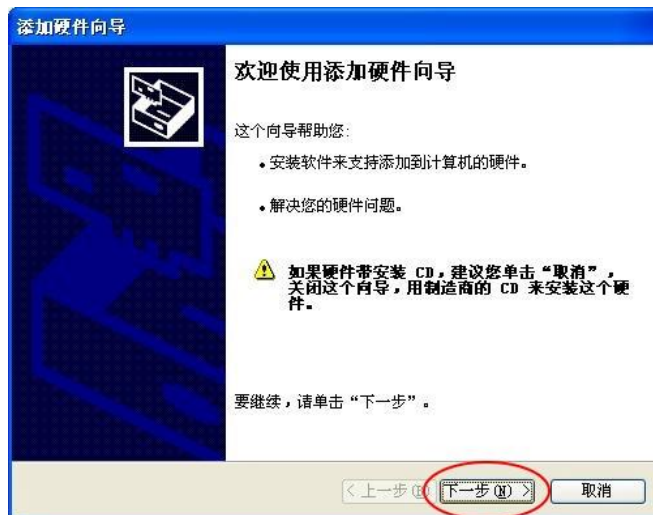 添加硬件向导
欢迎使用添加硬件向导
这个向导帮助您:
•安装软件来支持添加到计算机的硬件。
•解决您的硬件问题。
如果硬件带安装 CD，建议您单击“取消”，
关闭这个向导，用制造商的 CD 来安装这个硬
件。
要继续，请单击“下一步”。
<上一步(B) 下一步(N) > 取消